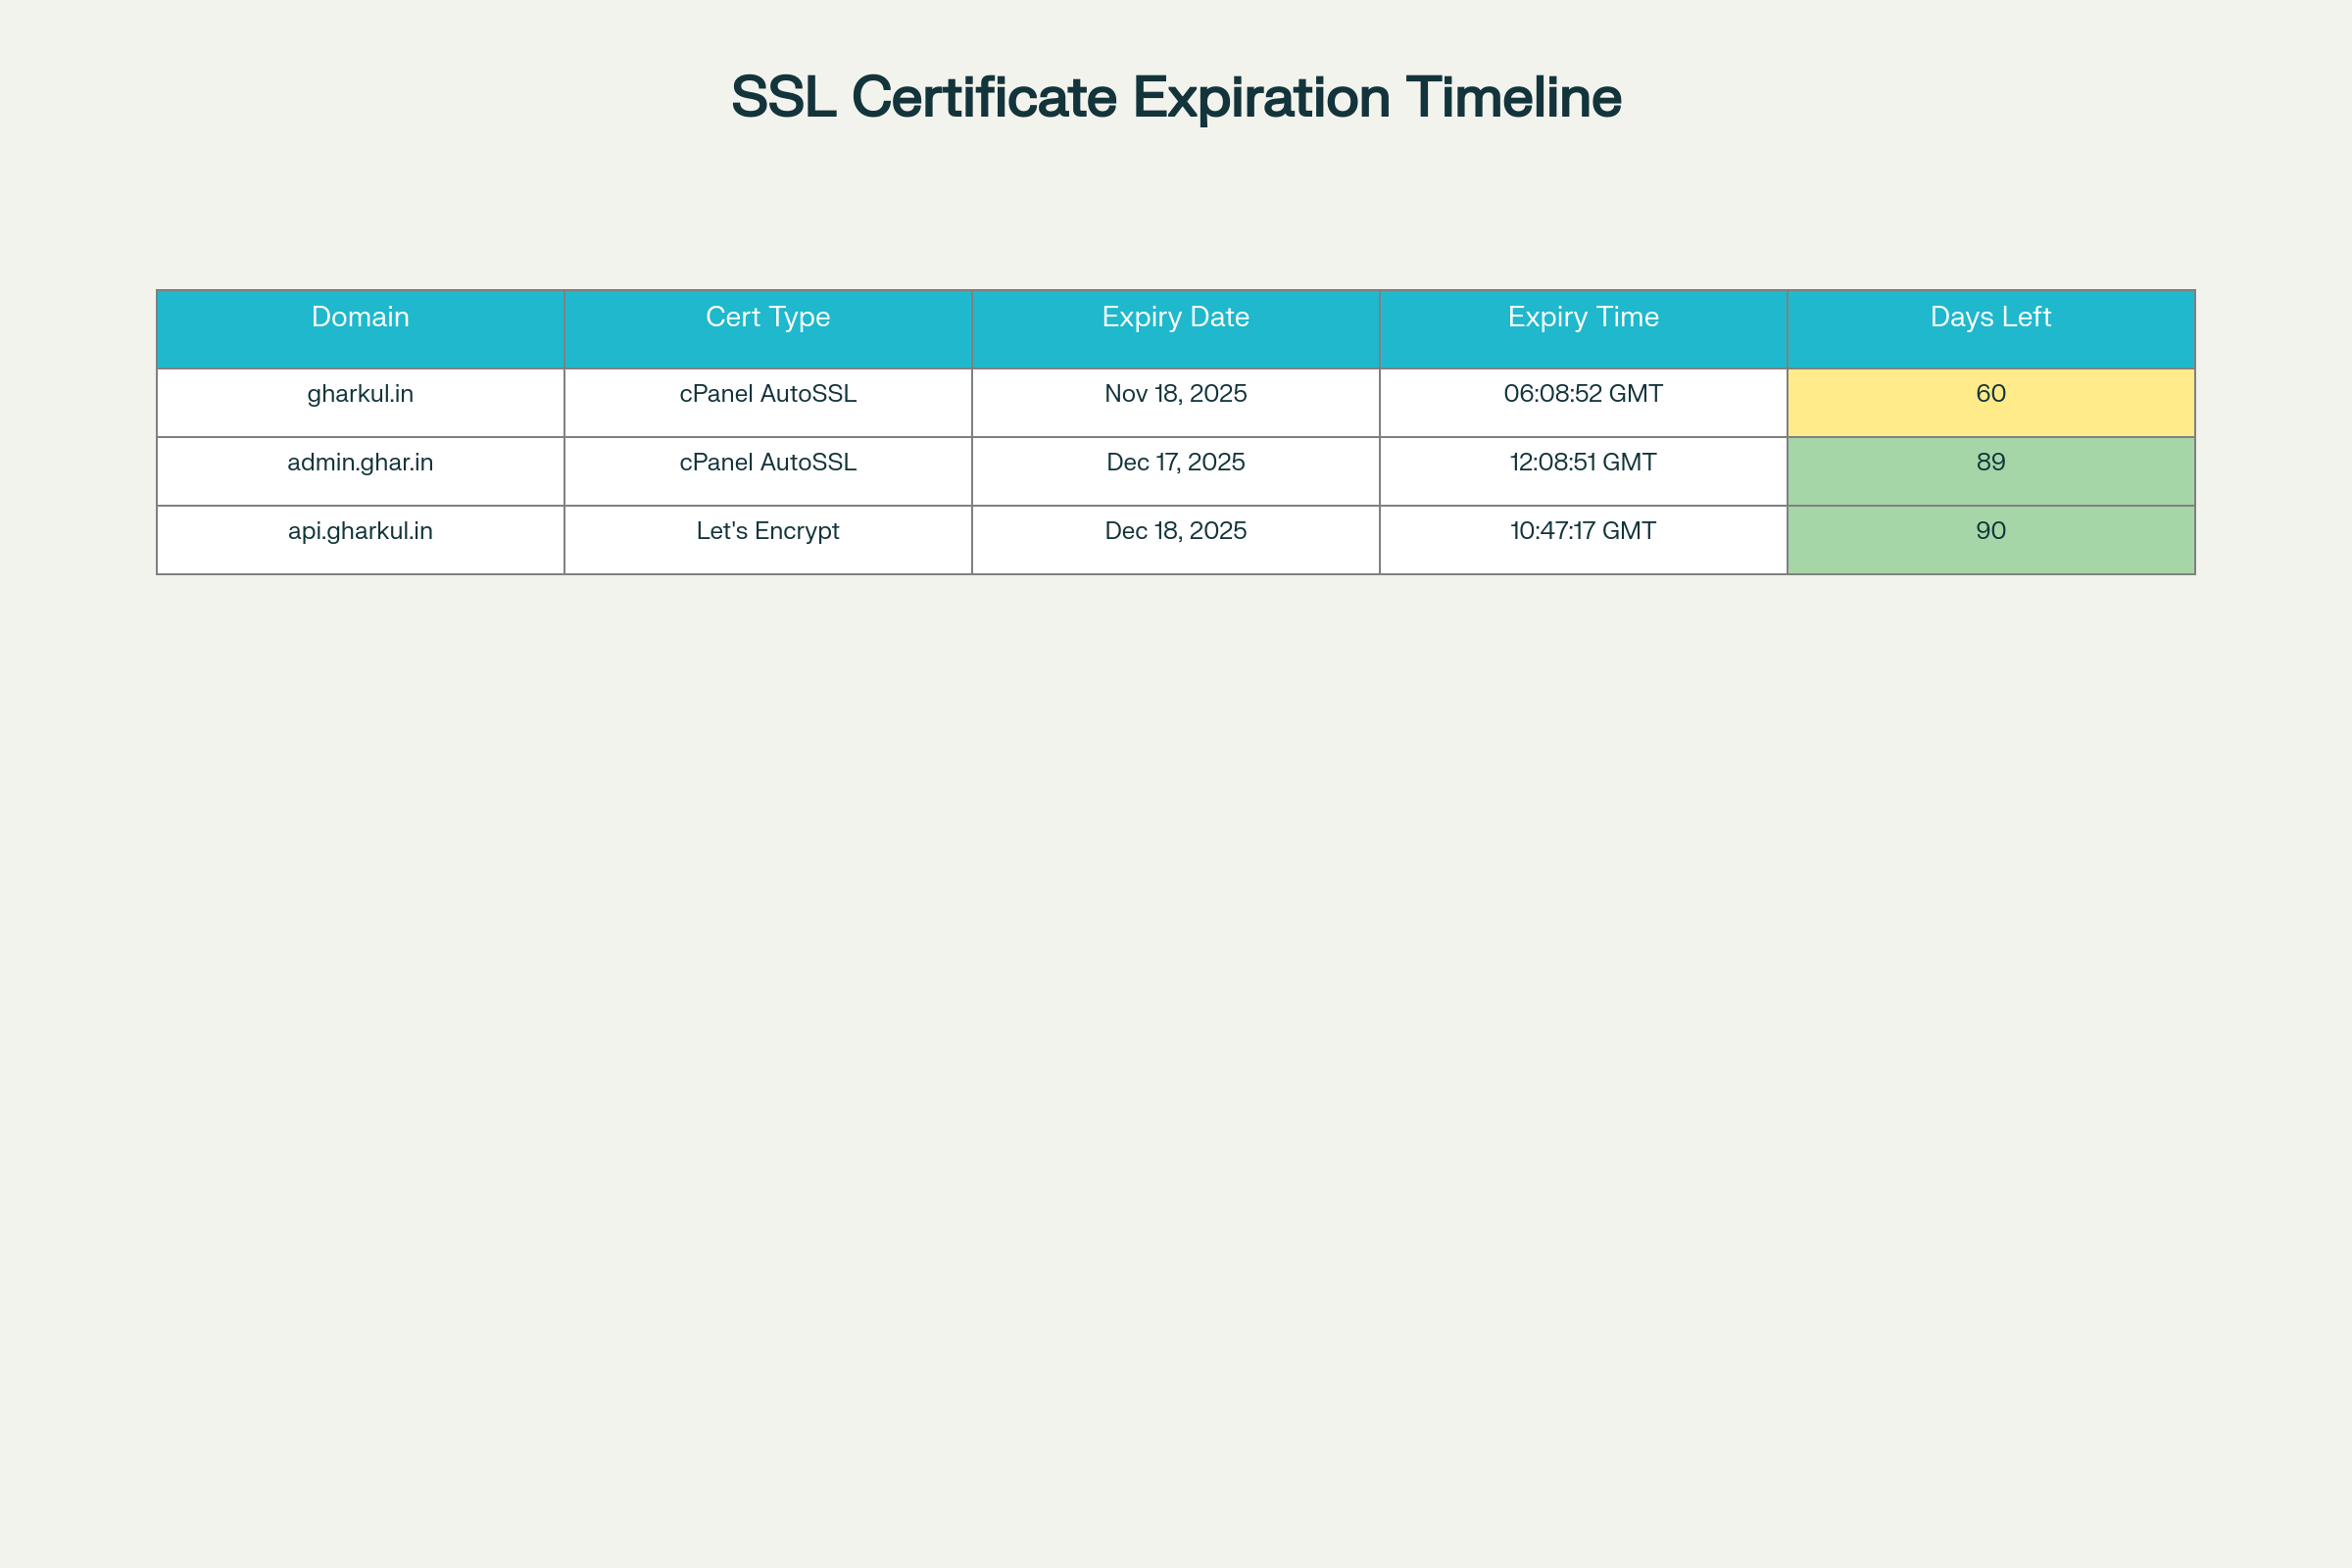 SSL Certificate Expiration Timeline
Domain Cert Type Expiry Date Expiry Time Days Left
gharkul.in cPanel AutoSSL Nov 18, 2025 06:08:52 GMT 60
admin.ghar.in cPanel AutoSSL Dec 17, 2025 12:08:51 GMT 89
api.gharkul.in Let's Encrypt Dec 18, 2025 10:47:17 GMT 90